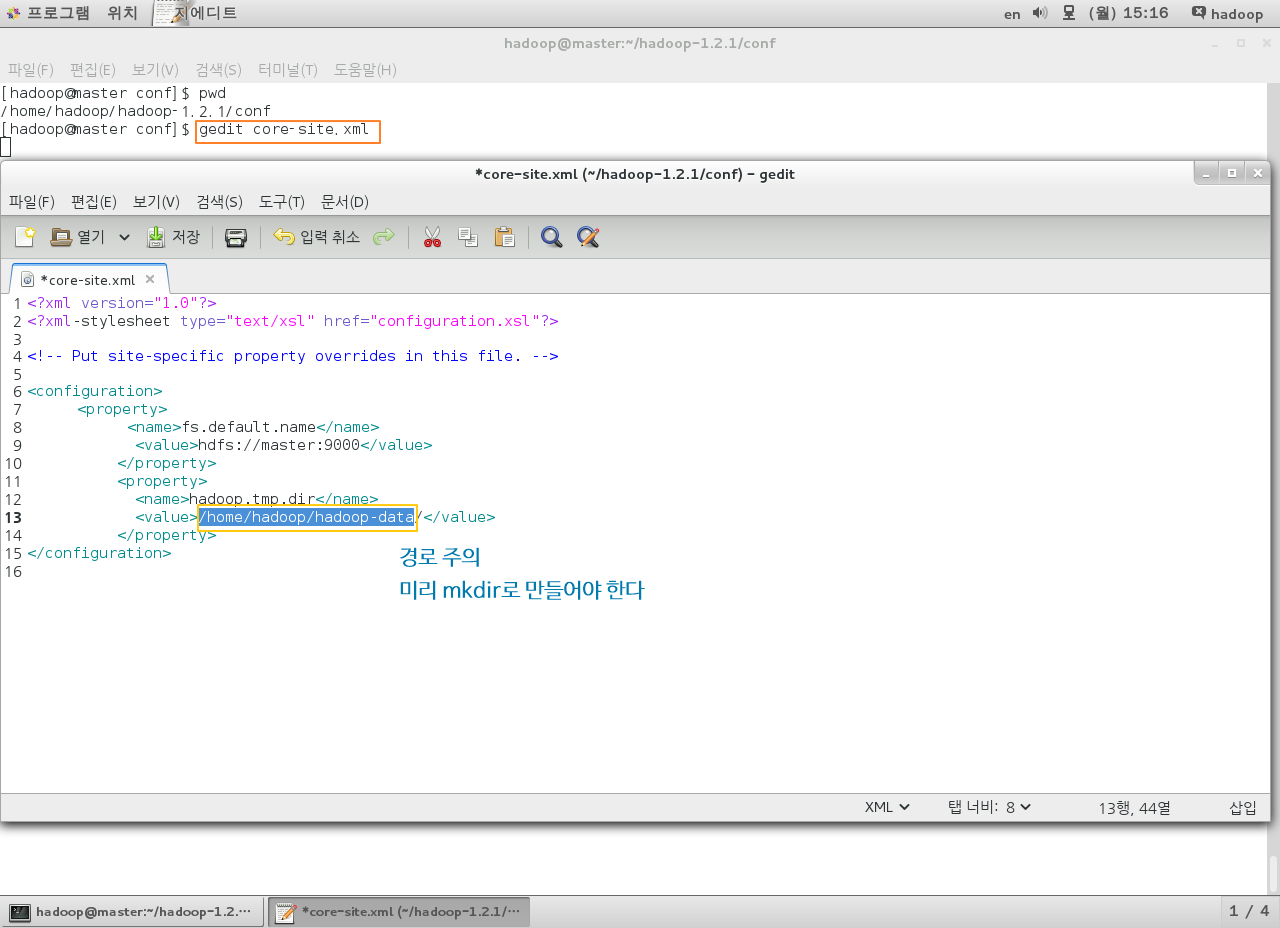 프로그램 위치 지에디트 en (월) 15:16 hadoop
hadoop@master:~/hadoop-1.2.1/conf
파일(F) 편집(E) 보기(V) 검색(S) 터미널(T) 도움말(H)
[hadoop@master conf]$ pwd
/home/hadoop/hadoop-1.2.1/conf
[hadoop@master conf]$ gedit core-site.xml
*core-site.xml (~/hadoop-1.2.1/conf) - gedit
파일(F) 편집(E) 보기(V) 검색(S) 도구(T) 문서(D)
열기 저장 입력 취소
*core-site.xml
1 <?xml version="1.0"?>
2 <?xml-stylesheet type="text/xsl" href="configuration.xsl"?>
3
4 <!-- Put site-specific property overrides in this file. -->
5
6 <configuration>
7 <property>
8 <name>fs.default.name</name>
9 <value>hdfs://master:9000</value>
10 </property>
11 <property>
12 <name>hadoop.tmp.dir</name>
13 <value>/home/hadoop/hadoop-data/</value>
14 </property>
15 </configuration>
16
경로 주의
미리 mkdir로 만들어야 한다
XML 탭 너비: 8 13행, 44열 삽입
hadoop@master:~/hadoop-1.2.… *core-site.xml (~/hadoop-1.2.1/… 1 / 4